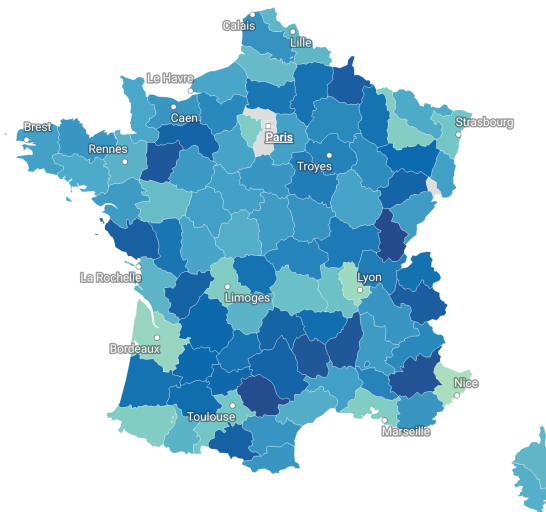 Calais
Lille
Le Havre
Caen
Paris
Strasbourg
Brest
Rennes
Troyes
La Rochelle
Lyon
Limoges
Bordeaux
Nice
Toulouse
Marseille